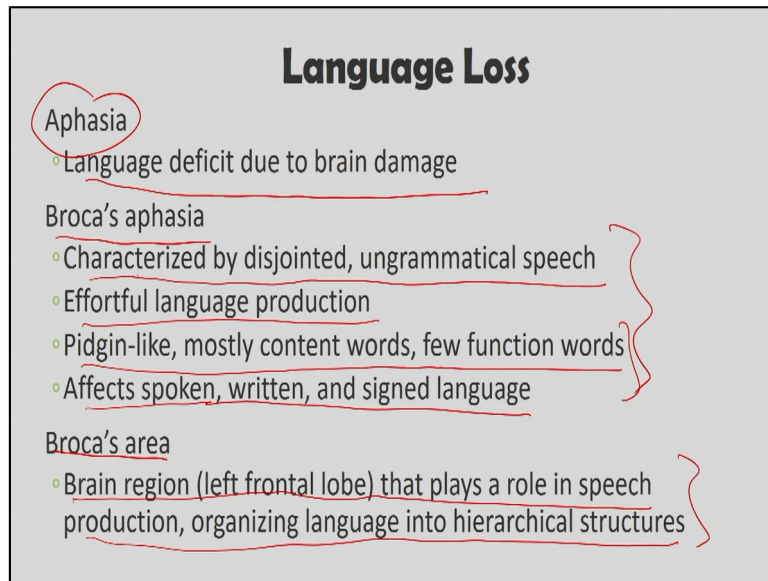 Language Loss
Aphasia
Language deficit due to brain damage
Broca's aphasia
Characterized by disjointed, ungrammatical speech
Effortful language production
Pidgin-like, mostly content words, few function words
Affects spoken, written, and signed language
Broca's area
Brain region (left frontal lobe) that plays a role in speech
production, organizing language into hierarchical structures